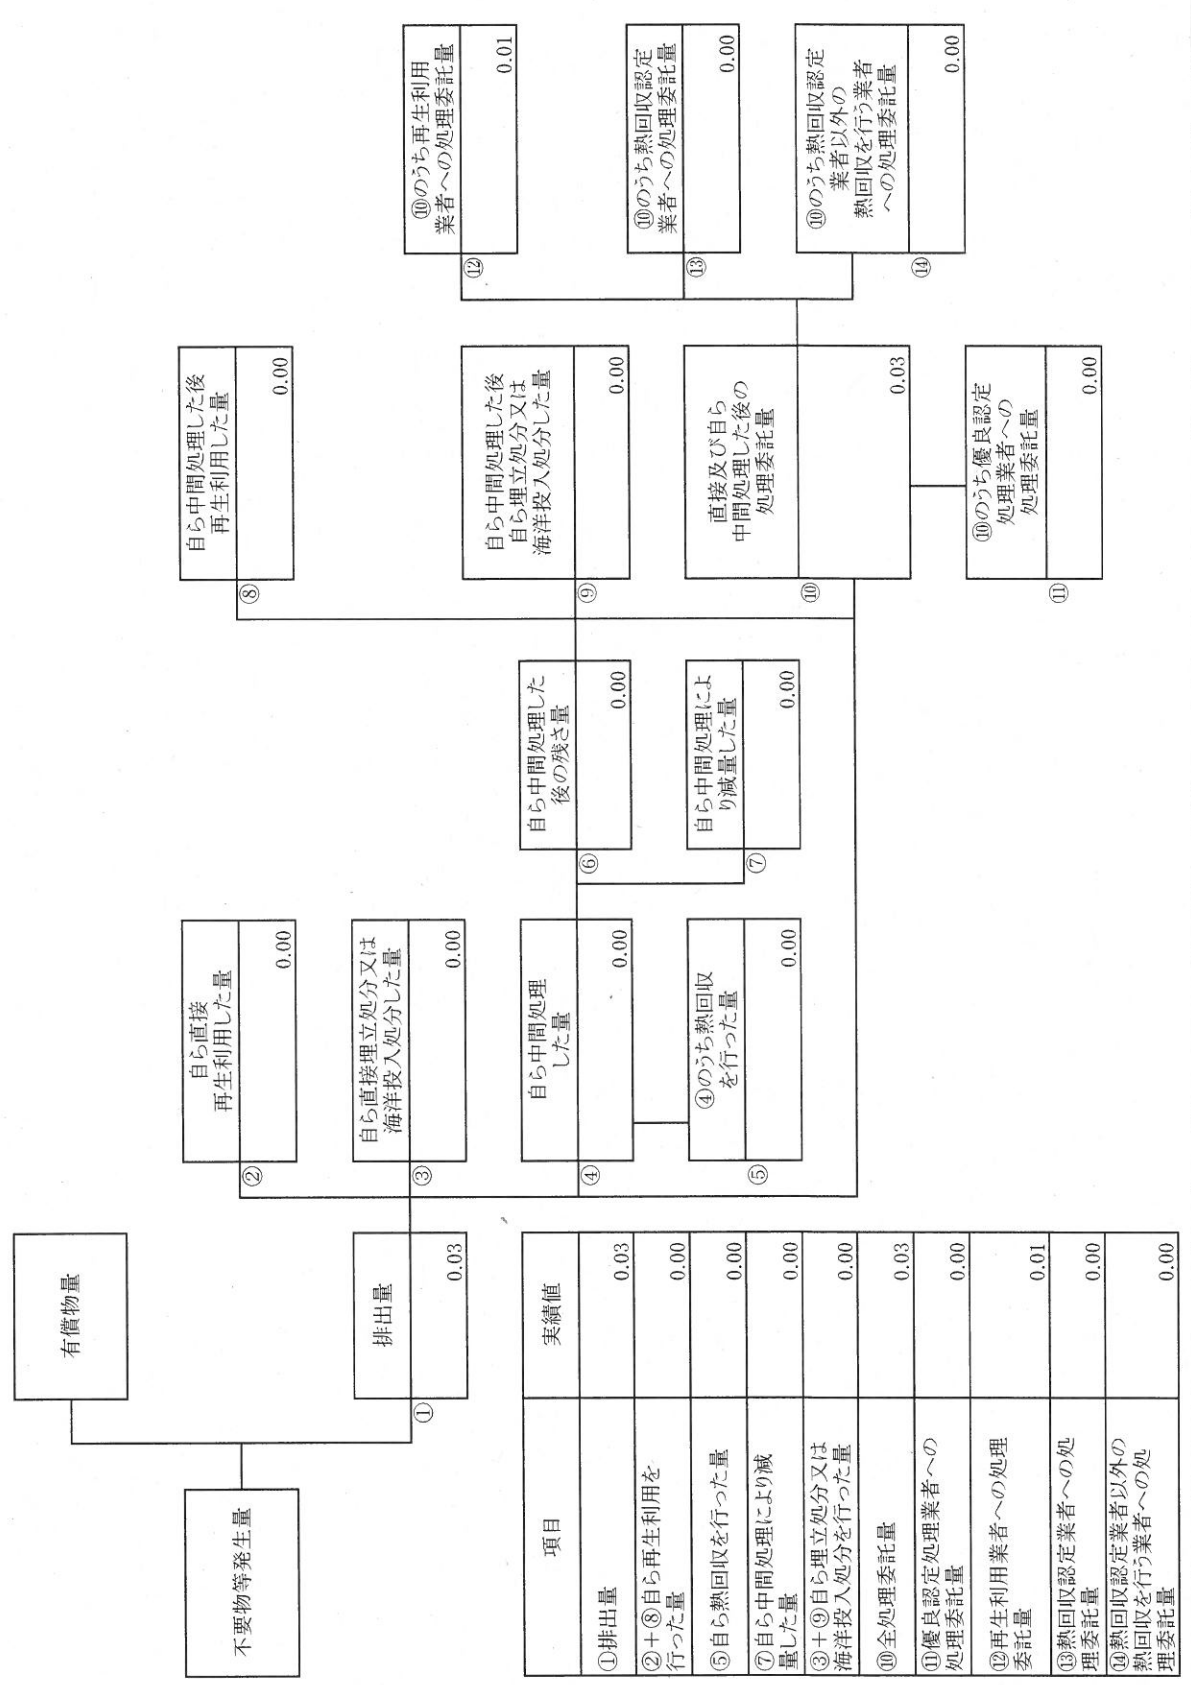 不要物等発生量
有償物量
①
排出量
0.03
②
自ら直接
再生利用した量
0.00
③
自ら直接埋立処分又は
海洋投入処分した量
0.00
④
自ら中間処理
した量
0.00
⑤
④のうち熱回収
を行った量
0.00
⑥
自ら中間処理した
後の残さ量
0.00
⑦
自ら中間処理によ
り減量した量
0.00
⑧
自ら中間処理した後
再生利用した量
0.00
⑨
自ら中間処理した後
自ら埋立処分又は
海洋投入処分した量
0.00
⑩
直接及び自ら
中間処理した後の
処理委託量
0.03
⑪
⑩のうち優良認定
処理業者への
処理委託量
0.00
⑫
⑩のうち再生利用
業者への処理委託量
0.01
⑬
⑩のうち熱回収認定
業者への処理委託量
0.00
⑭
⑩のうち熱回収認定
業者以外の
熱回収を行う業者
への処理委託量
0.00
項目 実績値
①排出量 0.03
②+⑧自ら再生利用を
行った量 0.00
⑤自ら熱回収を行った量 0.00
⑦自ら中間処理により減
量した量 0.00
③+⑨自ら埋立処分又は
海洋投入処分を行った量 0.00
⑩全処理委託量 0.03
⑪優良認定処理業者への
処理委託量 0.00
⑫再生利用業者への処理
委託量 0.01
⑬熱回収認定業者への処
理委託量 0.00
⑭熱回収認定業者以外の
熱回収を行う業者への処
理委託量 0.00